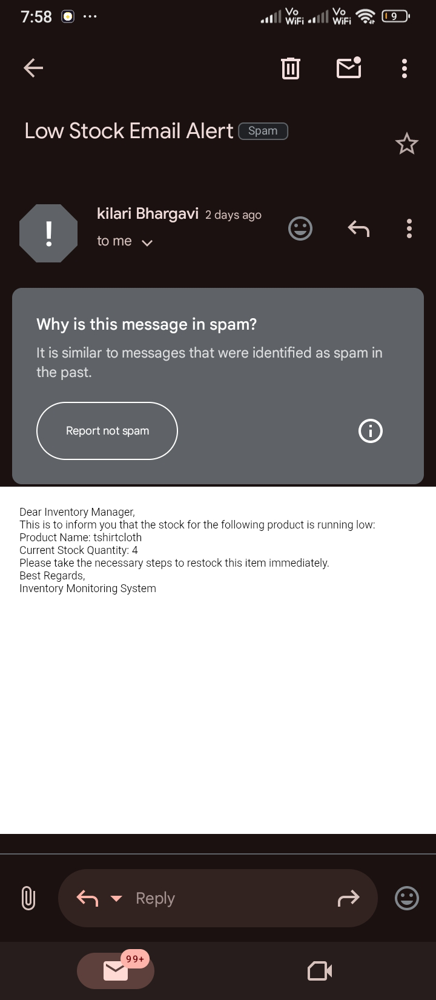 7:58
Vo WiFi Vo WiFi 9
Low Stock Email Alert Spam
!
kilari Bhargavi 2 days ago
to me
Why is this message in spam?
It is similar to messages that were identified as spam in
the past.
Report not spam
Dear Inventory Manager,
This is to inform you that the stock for the following product is running low:
Product Name: tshirtcloth
Current Stock Quantity: 4
Please take the necessary steps to restock this item immediately.
Best Regards,
Inventory Monitoring System
Reply
99+